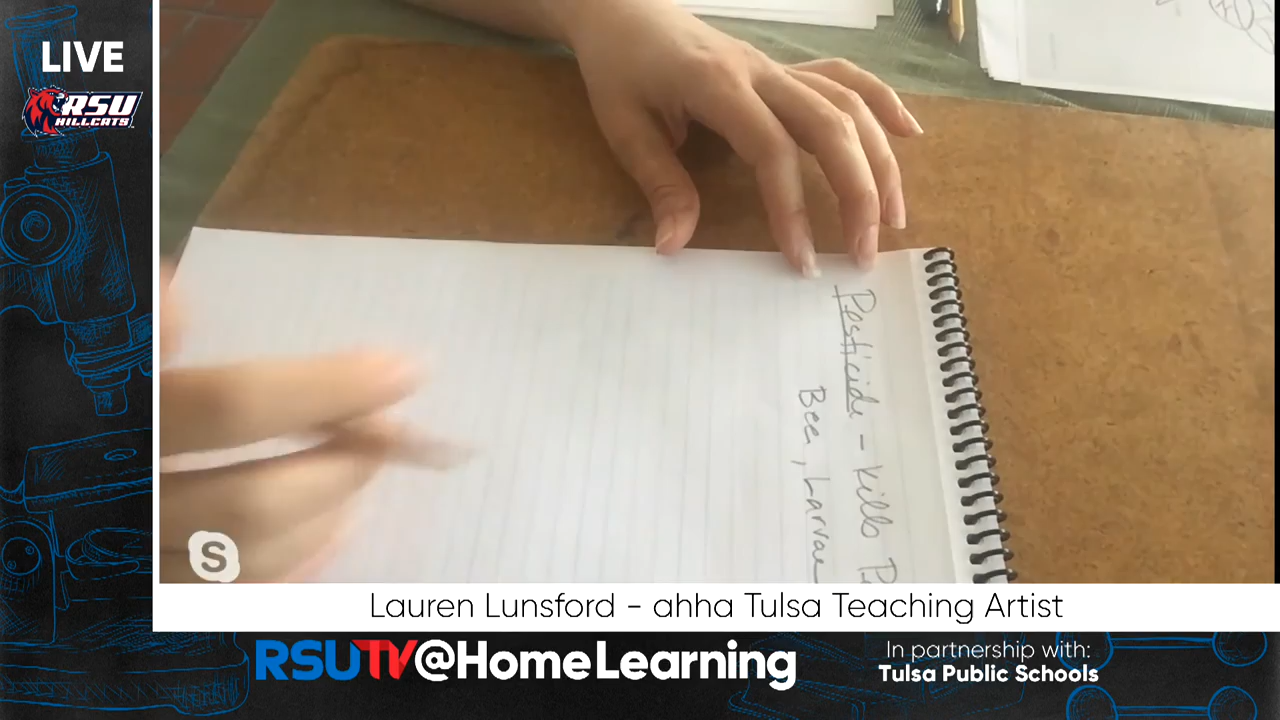 LIVE
RSU
HILLCATS
Pesticide - Kills
Bee, Larvae
S
Lauren Lunsford - ahha Tulsa Teaching Artist
RSUTV@HomeLearning
In partnership with:
Tulsa Public Schools